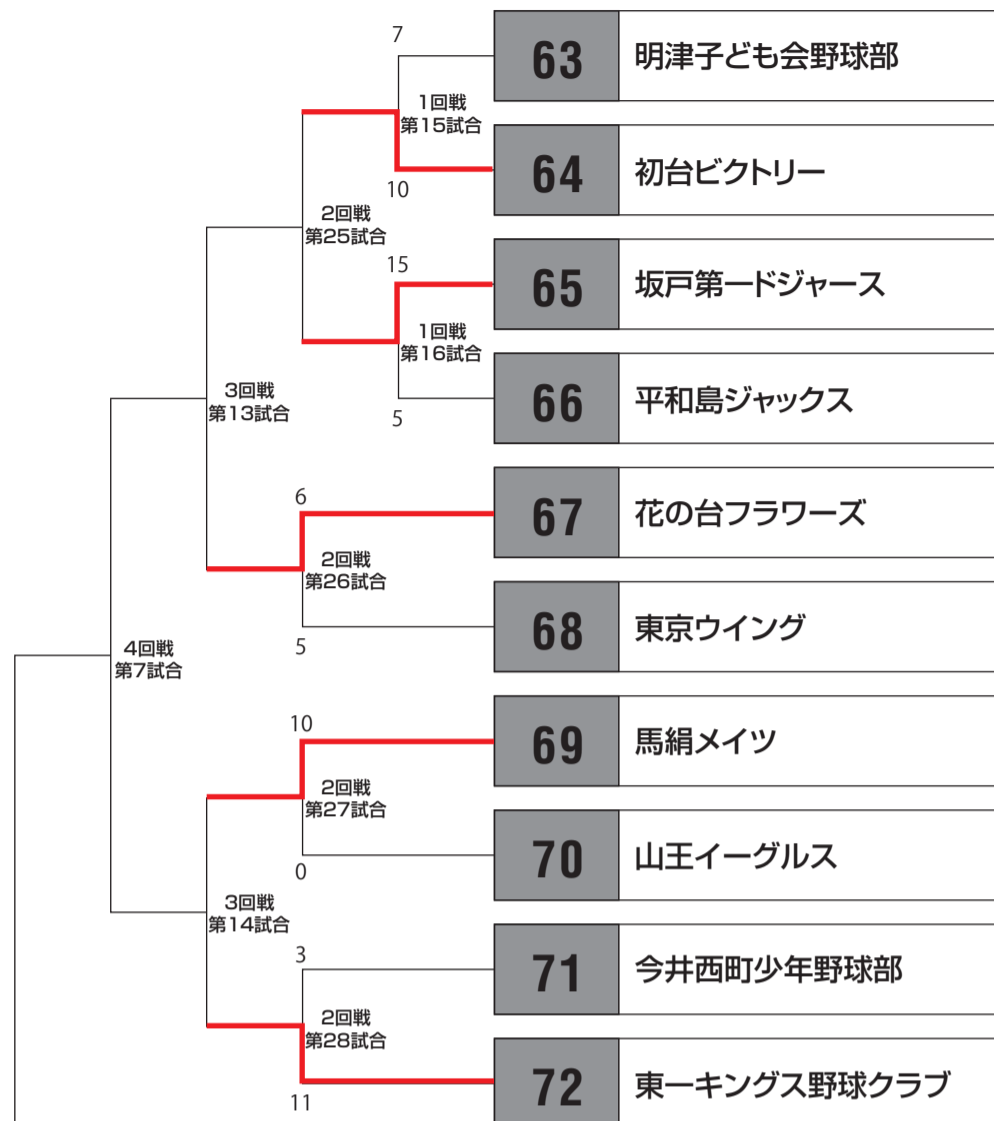 7
63
明津子ども会野球部
1回戦
第15試合
64
初台ビクトリー
10
2回戦
第25試合
15
65
坂戸第一ドジャース
1回戦
第16試合
66
平和島ジャックス
5
3回戦
第13試合
6
67
花の台フラワーズ
2回戦
第26試合
68
東京ウイング
5
4回戦
第7試合
10
69
馬絹メイツ
2回戦
第27試合
70
山王イーグルス
0
3回戦
第14試合
3
71
今井西町少年野球部
2回戦
第28試合
72
東一キングス野球クラブ
11